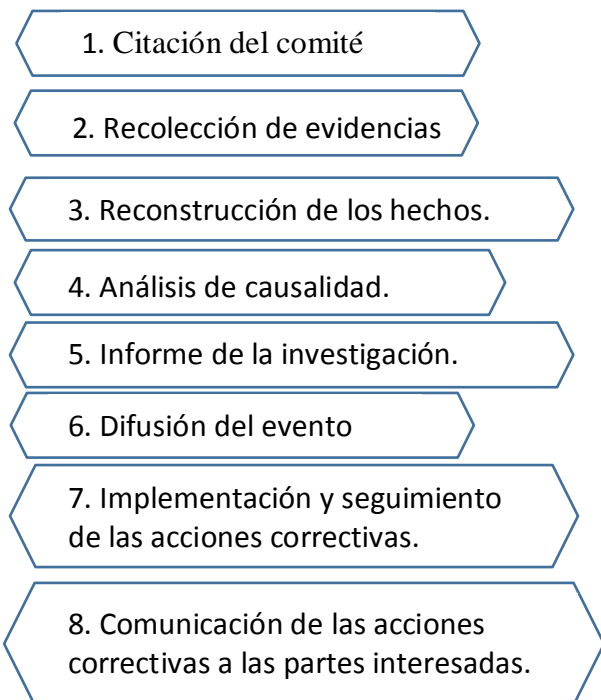 1. Citación del comité
2. Recolección de evidencias
3. Reconstrucción de los hechos.
4. Análisis de causalidad.
5. Informe de la investigación.
6. Difusión del evento
7. Implementación y seguimiento
de las acciones correctivas.
8. Comunicación de las acciones
correctivas a las partes interesadas.